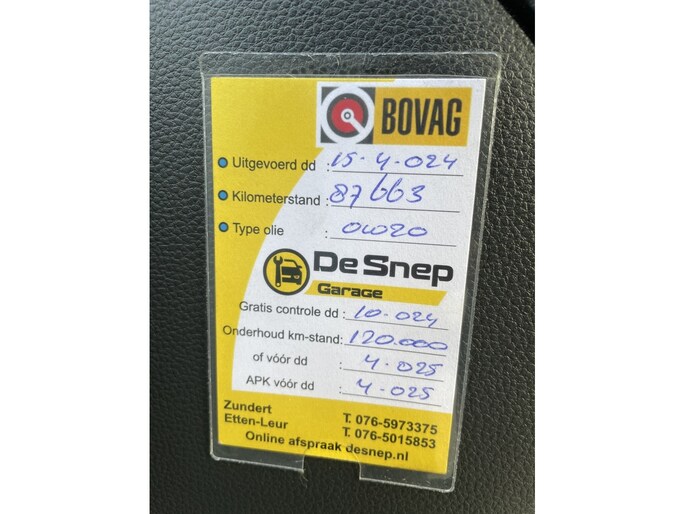 BOVAG
Uitgevoerd dd : 15-4-024
Kilometerstand : 87663
Type olie : 0W20
De Snep
Garage
Gratis controle dd : 10-024
Onderhoud km-stand: 120.000
of vóór dd : 4-025
APK vóór dd : 4-025
Zundert T. 076-5973375
Etten-Leur T. 076-5015853
Online afspraak desnep.nl